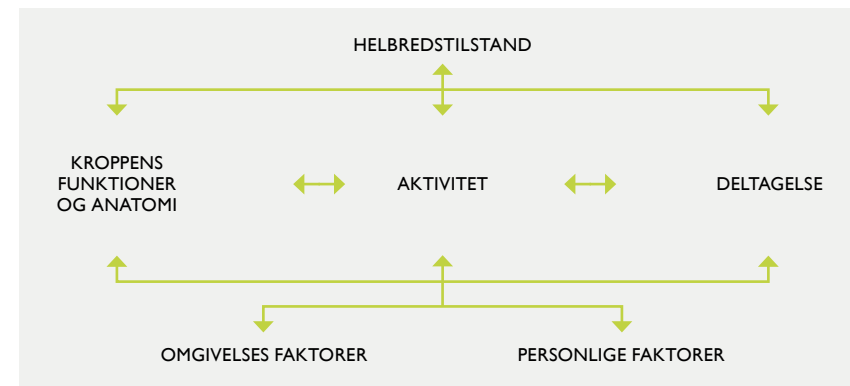 HELBREDSTILSTAND
KROPPENS
FUNKTIONER
OG ANATOMI
AKTIVITET
DELTAGELSE
OMGIVELSES FAKTORER
PERSONLIGE FAKTORER